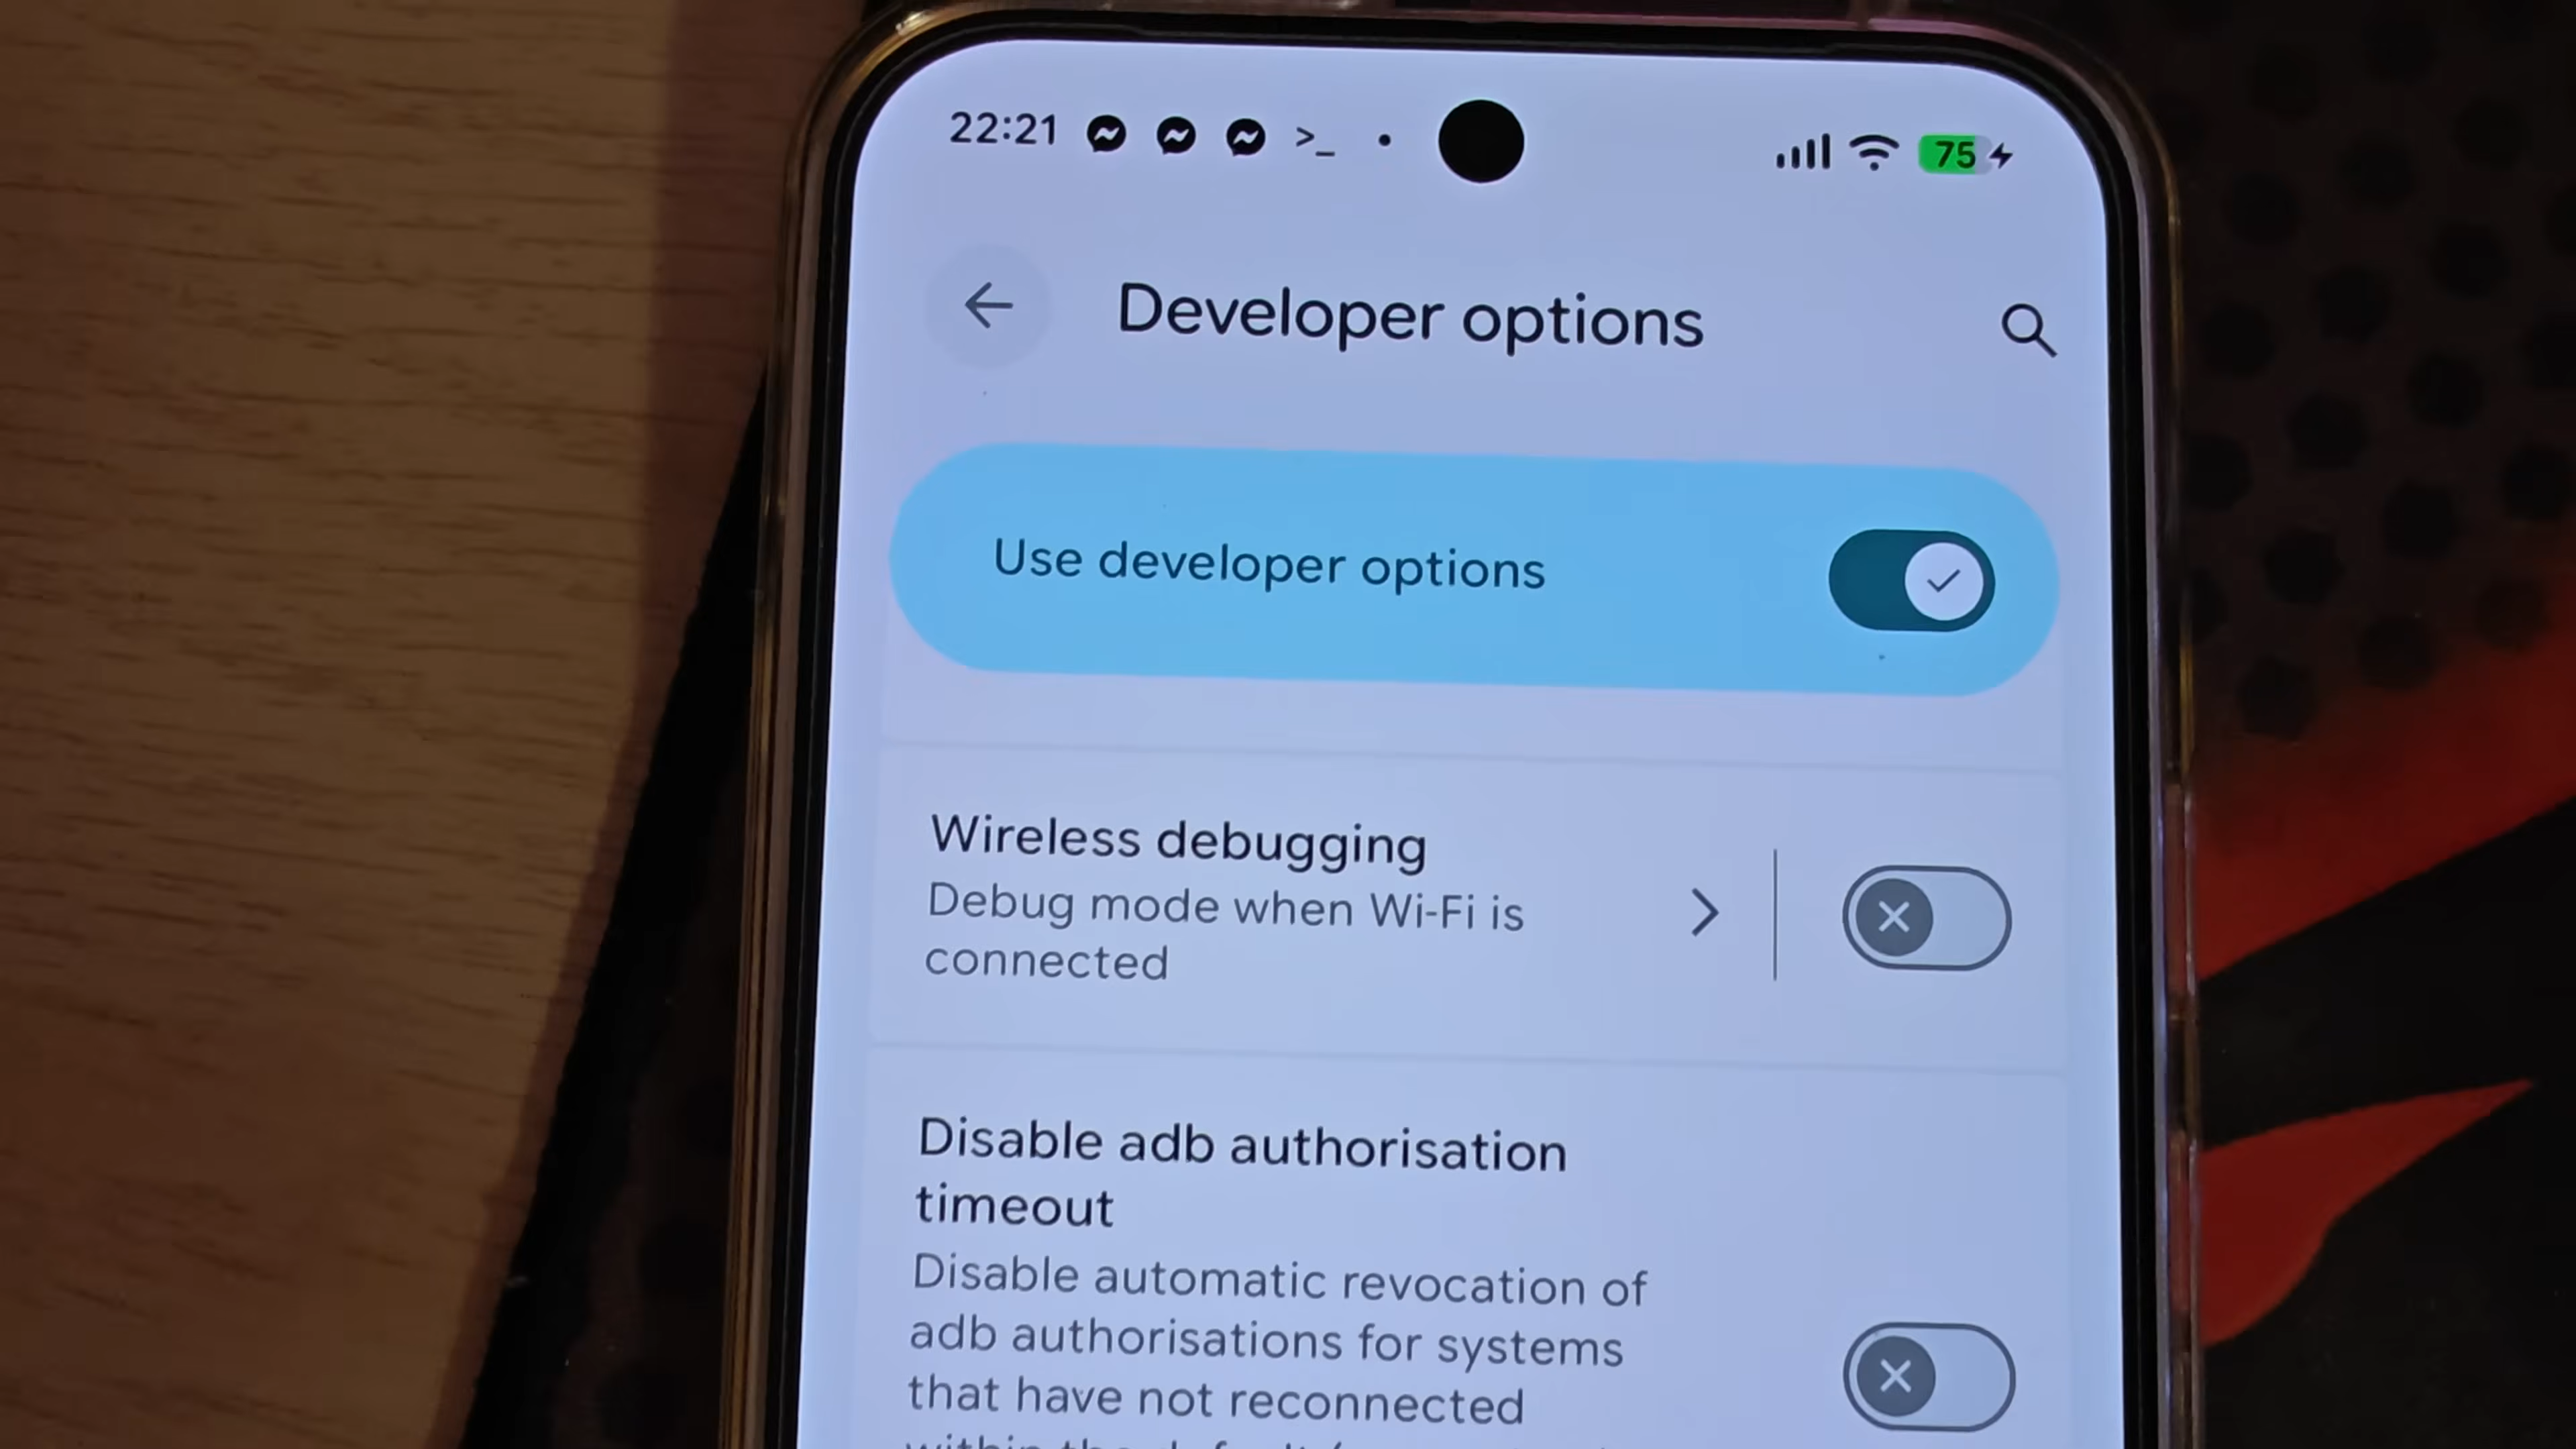 22:21 >_ 75
Developer options
Use developer options
Wireless debugging
Debug mode when Wi-Fi is
connected
Disable adb authorisation
timeout
Disable automatic revocation of
adb authorisations for systems
that have not reconnected